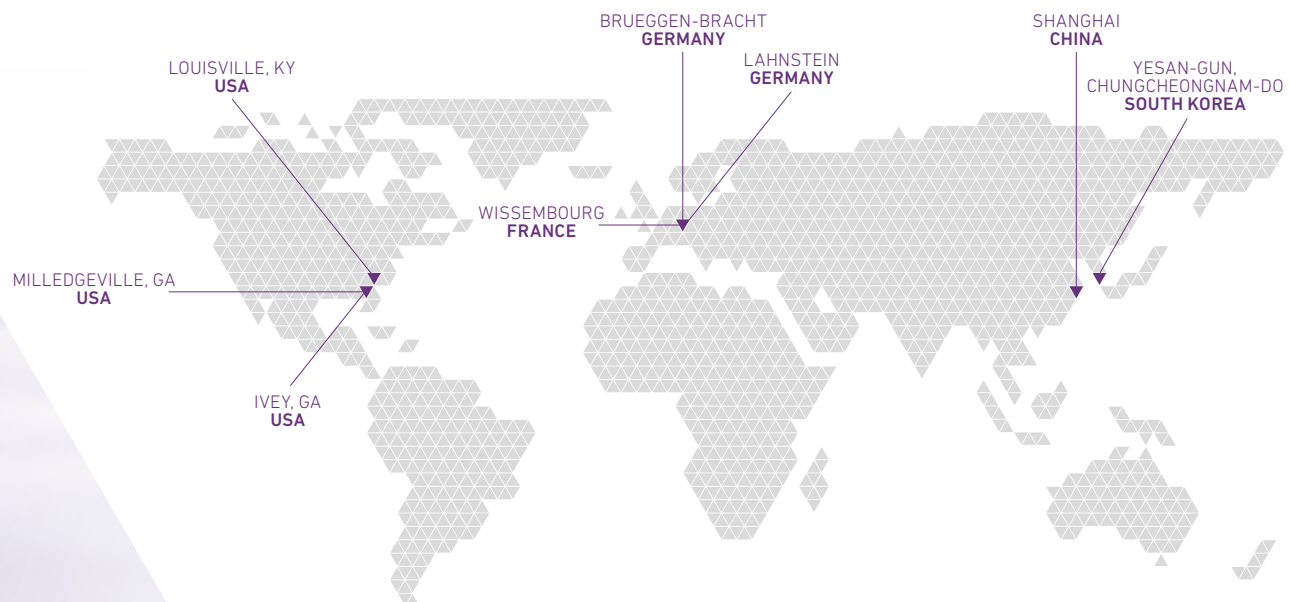 BRUEGGEN-BRACHT
GERMANY
SHANGHAI
CHINA
LAHNSTEIN
GERMANY
LOUISVILLE, KY
USA
YESAN-GUN,
CHUNGCHEONGNAM-DO
SOUTH KOREA
WISSEMBOURG
FRANCE
MILLEDGEVILLE, GA
USA
IVEY, GA
USA